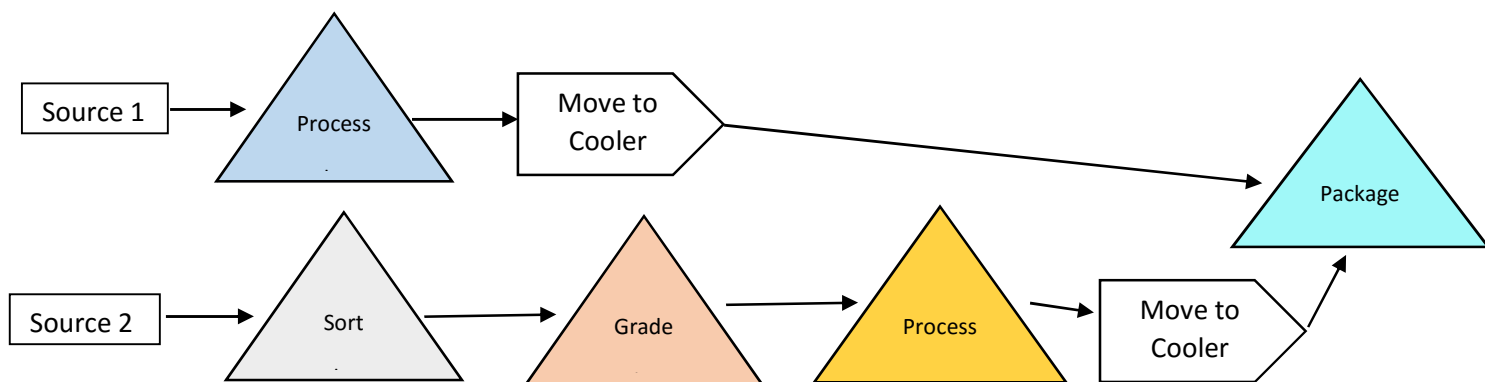 Source 1
Process
Move to
Cooler
Package
Source 2
Sort
Grade
Process
Move to
Cooler